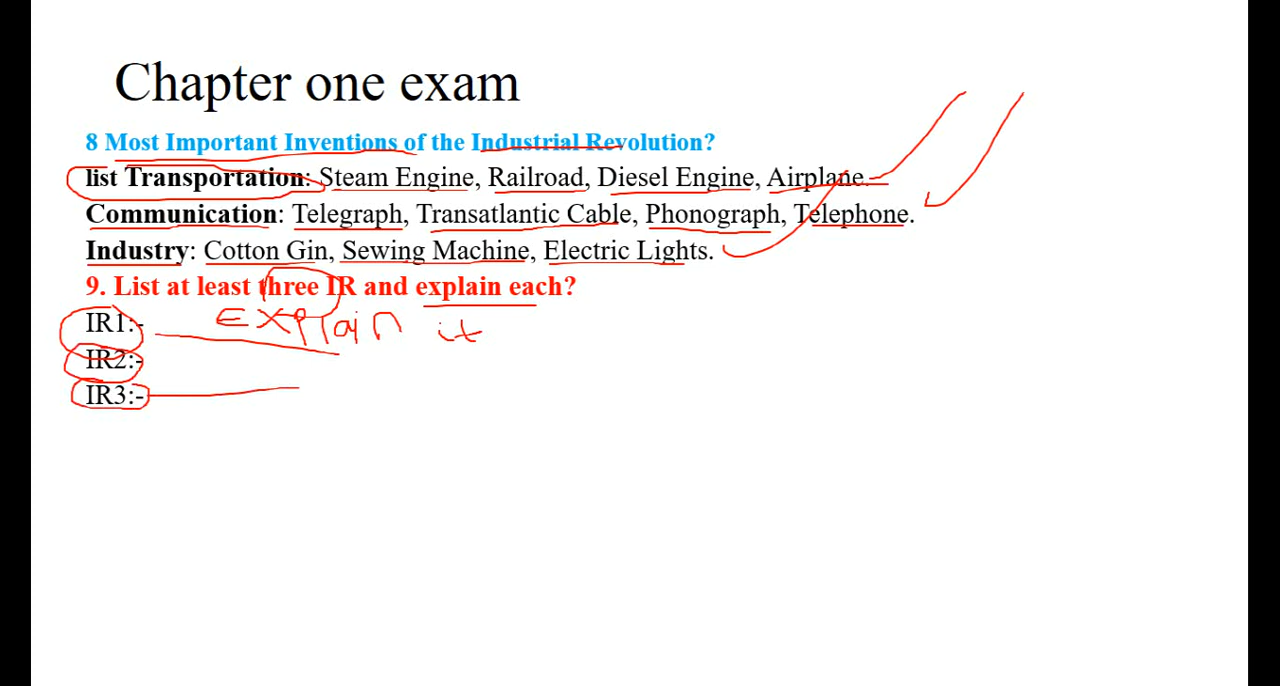 Chapter one exam
8 Most Important Inventions of the Industrial Revolution?
list Transportation: Steam Engine, Railroad, Diesel Engine, Airplane.
Communication: Telegraph, Transatlantic Cable, Phonograph, Telephone.
Industry: Cotton Gin, Sewing Machine, Electric Lights.
9. List at least three IR and explain each?
IR1:- Explain it
IR2:-
IR3:-